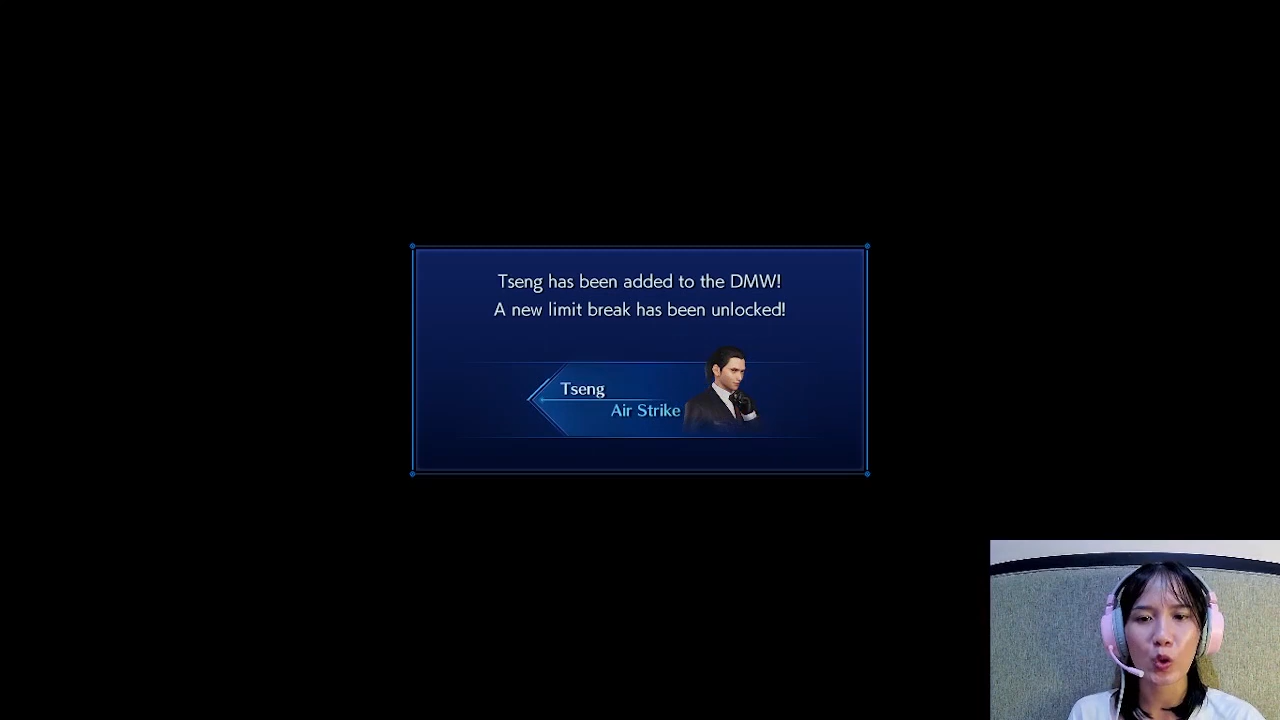 Tseng has been added to the DMW!
A new limit break has been unlocked!
Tseng
Air Strike